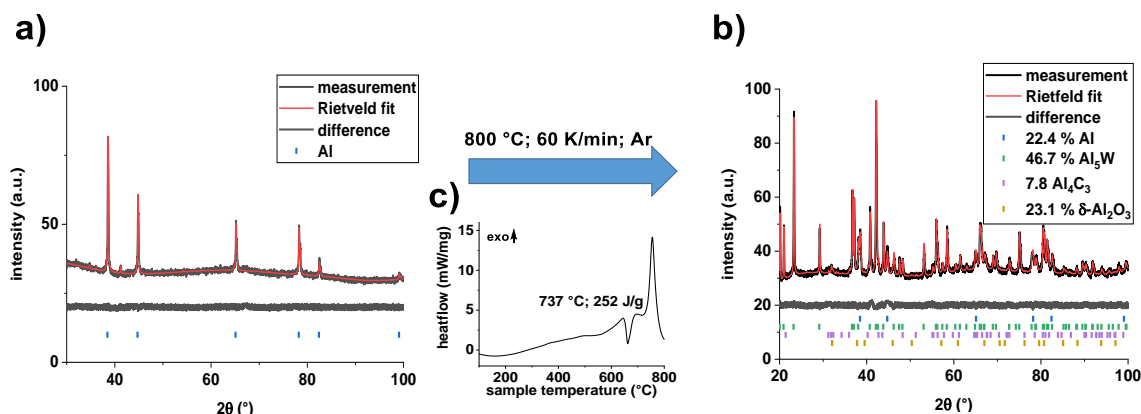 a)
intensity (a.u.)
100
50
0
40
60
80
100
2θ (°)
measurement
Rietveld fit
difference
Al
800 °C; 60 K/min; Ar
c)
heatflow (mW/mg)
15
10
5
0
exo
737 °C; 252 J/g
200
400
600
800
sample temperature (°C)
b)
intensity (a.u.)
100
80
60
40
20
0
20
40
60
80
100
2θ (°)
measurement
Rietfeld fit
difference
22.4 % Al
46.7 % Al₅W
7.8 Al₄C₃
23.1 % δ-Al₂O₃